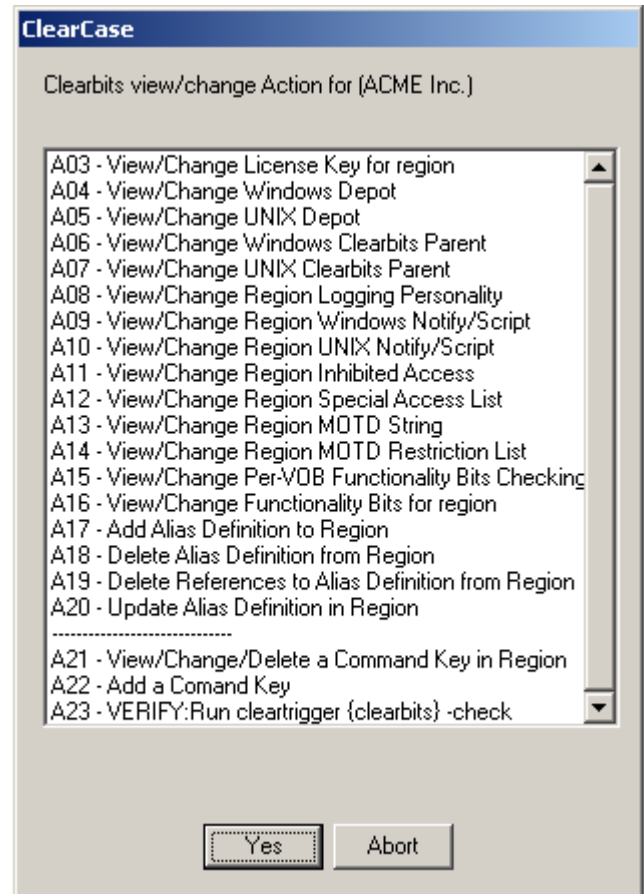 ClearCase
Clearbits view/change Action for (ACME Inc.)
A03 - View/Change License Key for region
A04 - View/Change Windows Depot
A05 - View/Change UNIX Depot
A06 - View/Change Windows Clearbits Parent
A07 - View/Change UNIX Clearbits Parent
A08 - View/Change Region Logging Personality
A09 - View/Change Region Windows Notify/Script
A10 - View/Change Region UNIX Notify/Script
A11 - View/Change Region Inhibited Access
A12 - View/Change Region Special Access List
A13 - View/Change Region MOTD String
A14 - View/Change Region MOTD Restriction List
A15 - View/Change Per-VOB Functionality Bits Checking
A16 - View/Change Functionality Bits for region
A17 - Add Alias Definition to Region
A18 - Delete Alias Definition from Region
A19 - Delete References to Alias Definition from Region
A20 - Update Alias Definition in Region
------------------------------
A21 - View/Change/Delete a Command Key in Region
A22 - Add a Comand Key
A23 - VERIFY:Run cleartrigger {clearbits} -check
Yes Abort